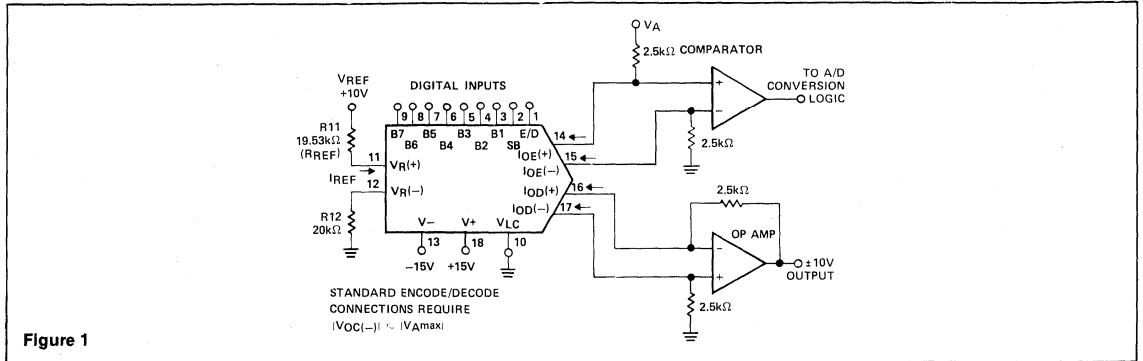 VA
2.5kΩ COMPARATOR
TO A/D
CONVERSION
LOGIC
VREF
+10V
DIGITAL INPUTS
R11
19.53kΩ
(RREF)
9 8 7 6 5 4 3 2 1
B7 B5 B3 B1 E/D
B6 B4 B2 SB
14
IOE(+)
15
IOE(−)
2.5kΩ
11
VR(+)
IREF
12
VR(−)
16
IOD(+)
17
IOD(−)
2.5kΩ
OP AMP
R12
20kΩ
V− V+ VLC
13 18 10
−15V +15V
±10V
OUTPUT
2.5kΩ
STANDARD ENCODE/DECODE
CONNECTIONS REQUIRE
|VOC(−)| |VAmax|
Figure 1